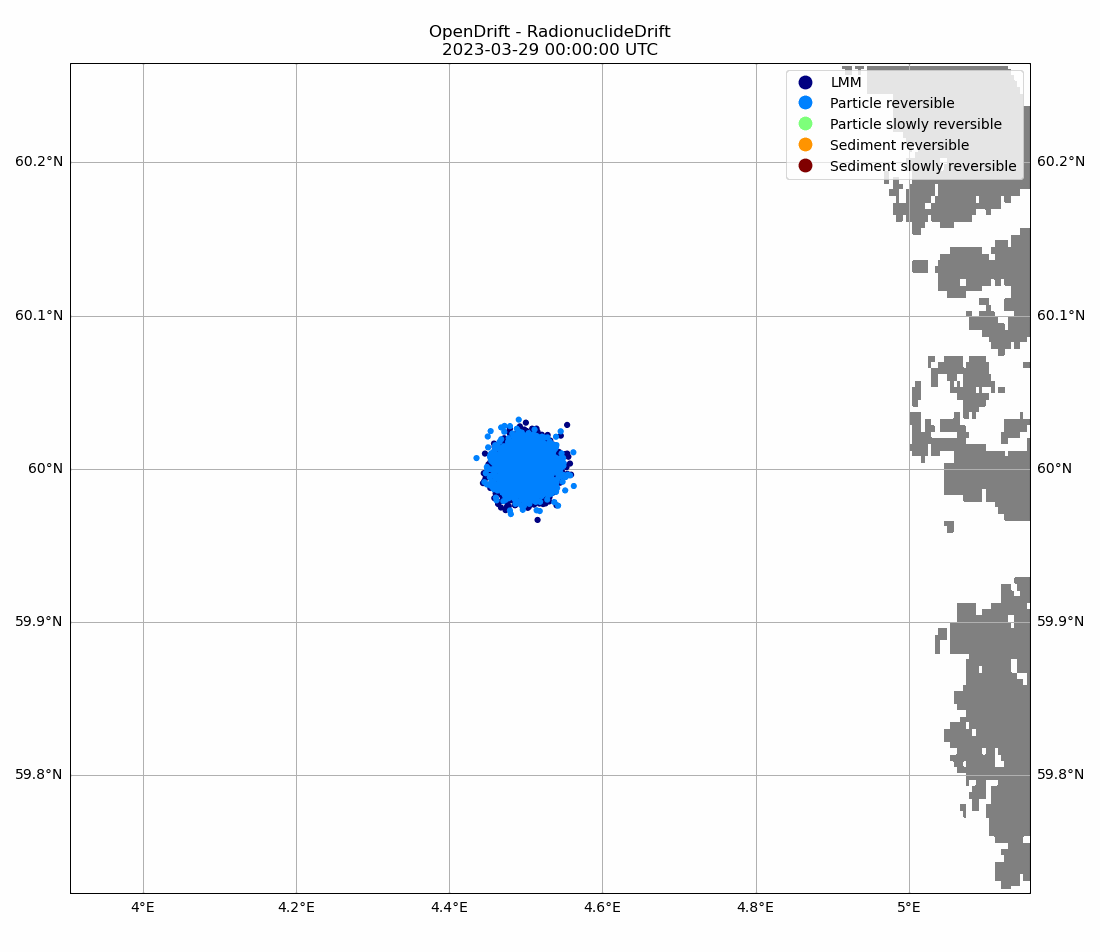 OpenDrift - RadionuclideDrift
2023-03-29 00:00:00 UTC
LMM
Particle reversible
Particle slowly reversible
Sediment reversible
Sediment slowly reversible
60.2°N
60.2°N
60.1°N
60.1°N
60°N
60°N
59.9°N
59.9°N
59.8°N
59.8°N
4°E
4.2°E
4.4°E
4.6°E
4.8°E
5°E